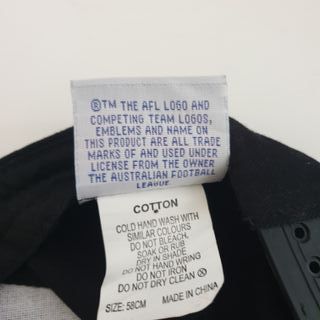 ®™ THE AFL LOGO AND
COMPETING TEAM LOGOS,
EMBLEMS AND NAME ON
THIS PRODUCT ARE ALL TRADE
MARKS OF AND USED UNDER
LICENSE FROM THE OWNER
THE AUSTRALIAN FOOTBALL
LEAGUE
COTTON
COLD HAND WASH WITH
SIMILAR COLOURS
DO NOT BLEACH,
SOAK OR RUB
DRY IN SHADE
DO NOT WRING
DO NOT IRON
DO NOT DRY CLEAN
SIZE: 58CM MADE IN CHINA